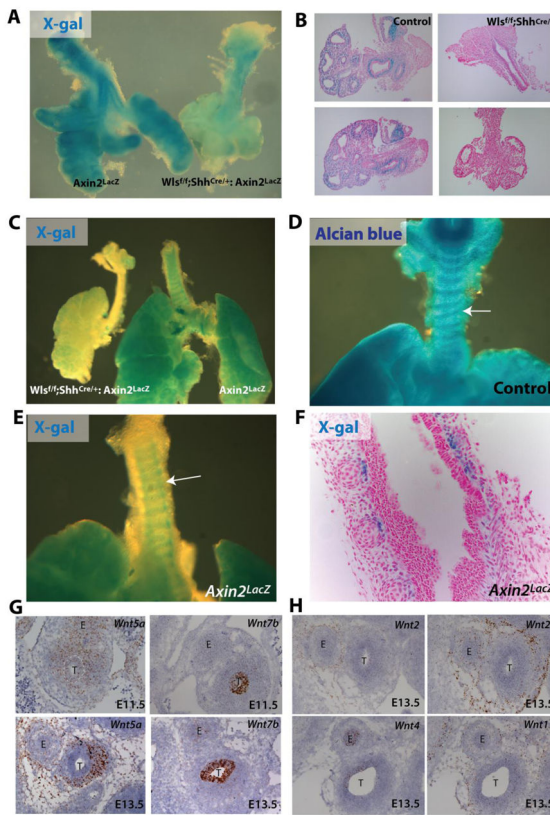 A
X-gal
Axin2LacZ
Wlsf/f;ShhCre/+: Axin2LacZ
B
Control
Wlsf/f;ShhCre/
C
X-gal
Wlsf/f;ShhCre/+: Axin2LacZ
Axin2LacZ
D
Alcian blue
Control
E
X-gal
Axin2LacZ
F
X-gal
Axin2LacZ
G
Wnt5a
E
T
E11.5
Wnt7b
E
T
E11.5
Wnt5a
E
T
E13.5
Wnt7b
E
T
E13.5
H
Wnt2
E
T
E13.5
Wnt2
E
T
E13.5
Wnt4
E
T
E13.5
Wnt1
E
T
E13.5